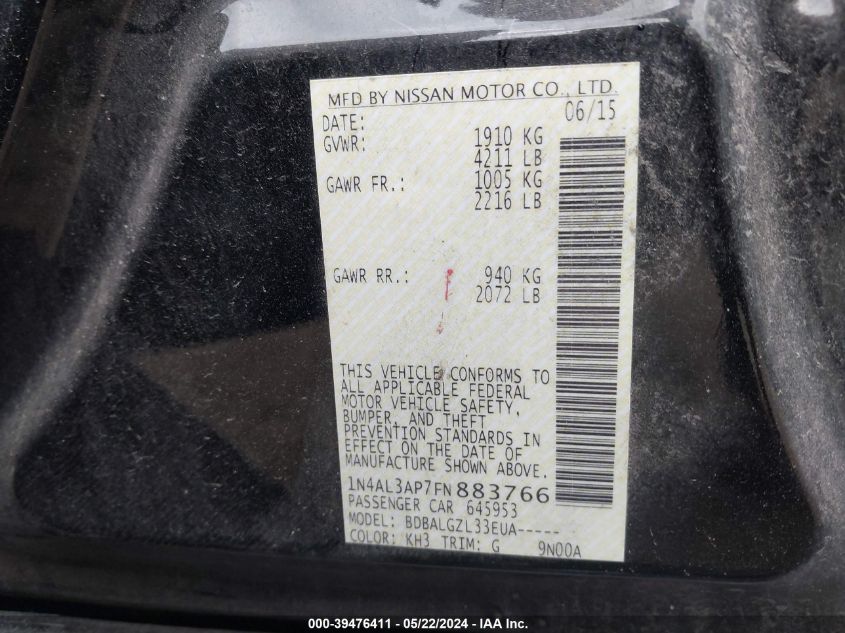 MFD BY NISSAN MOTOR CO., LTD.
DATE: 06/15
GVWR: 1910 KG
4211 LB
GAWR FR.: 1005 KG
2216 LB
GAWR RR.: 940 KG
2072 LB
THIS VEHICLE CONFORMS TO
ALL APPLICABLE FEDERAL
MOTOR VEHICLE SAFETY,
BUMPER, AND THEFT
PREVENTION STANDARDS IN
EFFECT ON THE DATE OF
MANUFACTURE SHOWN ABOVE.
1N4AL3AP7FN883766
PASSENGER CAR 645953
MODEL: BDBALGZL33EUA-----
COLOR: KH3 TRIM: G 9N00A
000-39476411 - 05/22/2024 - IAA Inc.